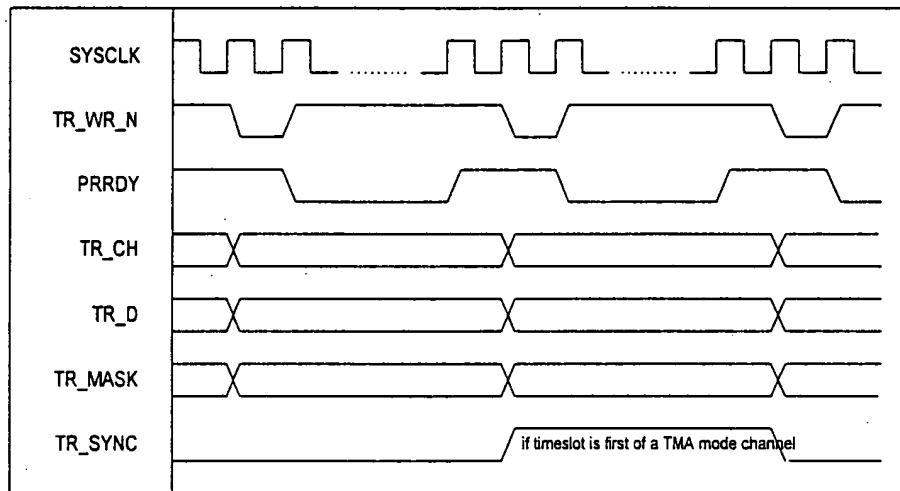 SYSCLK
TR_WR_N
PRRDY
TR_CH
TR_D
TR_MASK
TR_SYNC
if timeslot is first of a TMA mode channel